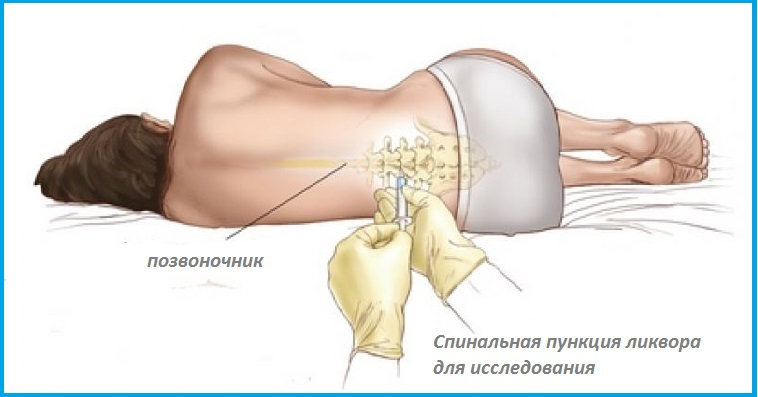 позвоночник
Спинальная пункция ликвора
для исследования